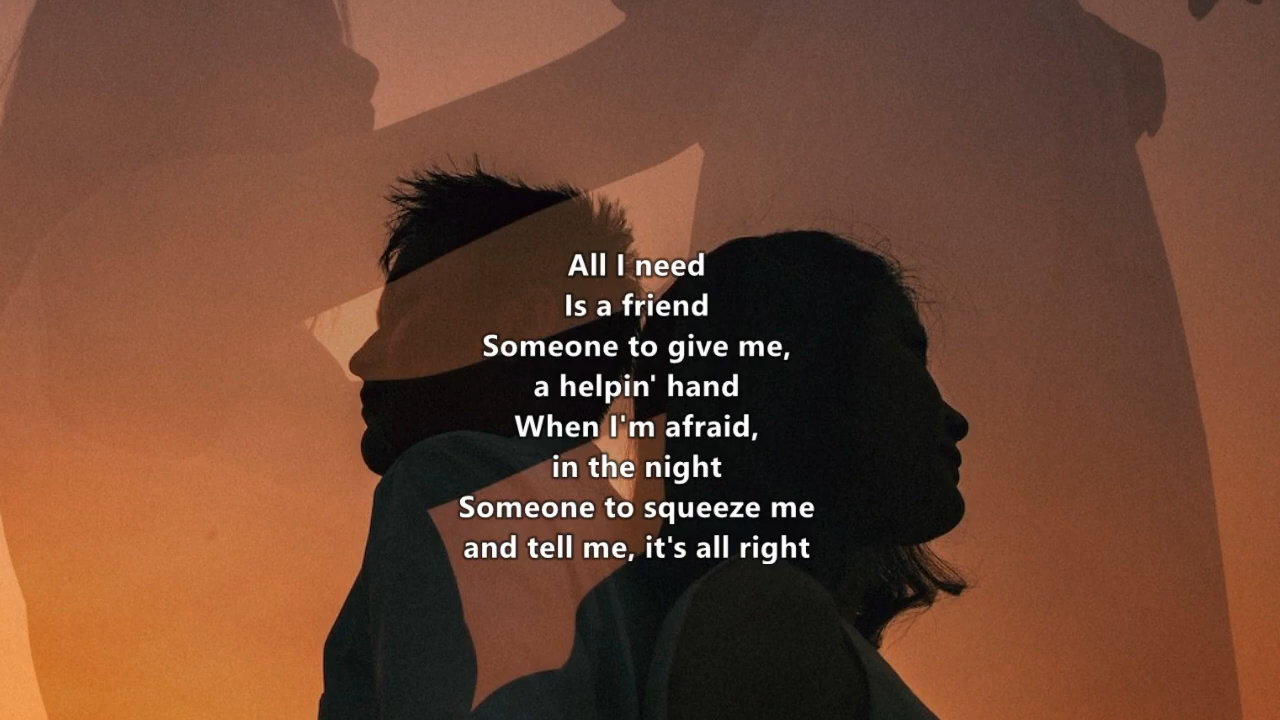 All I need
Is a friend
Someone to give me,
a helpin' hand
When I'm afraid,
in the night
Someone to squeeze me
and tell me, it's all right